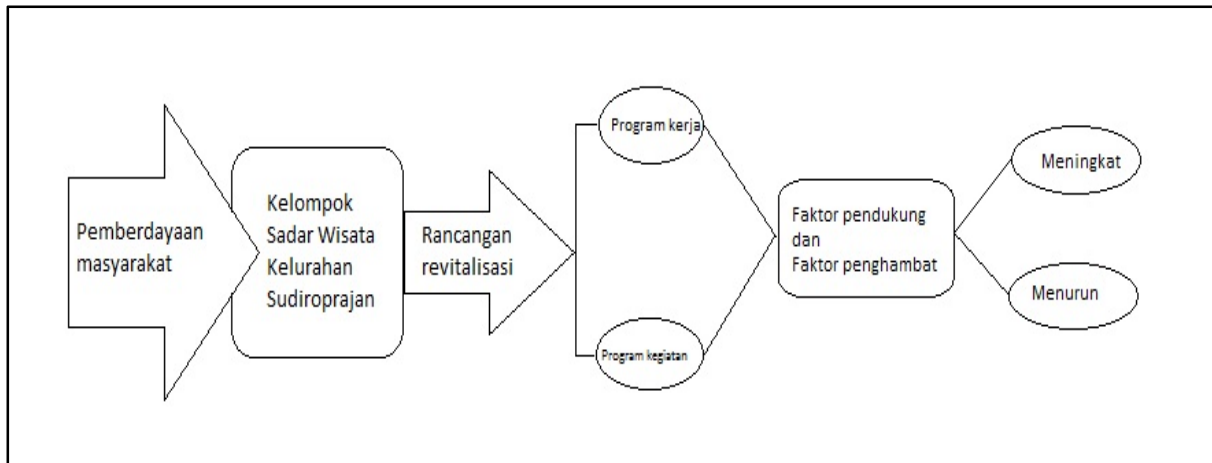 Pemberdayaan
masyarakat
Kelompok
Sadar Wisata
Kelurahan
Sudiroprajan
Rancangan
revitalisasi
Program kerja
Program kegiatan
Faktor pendukung
dan
Faktor penghambat
Meningkat
Menurun